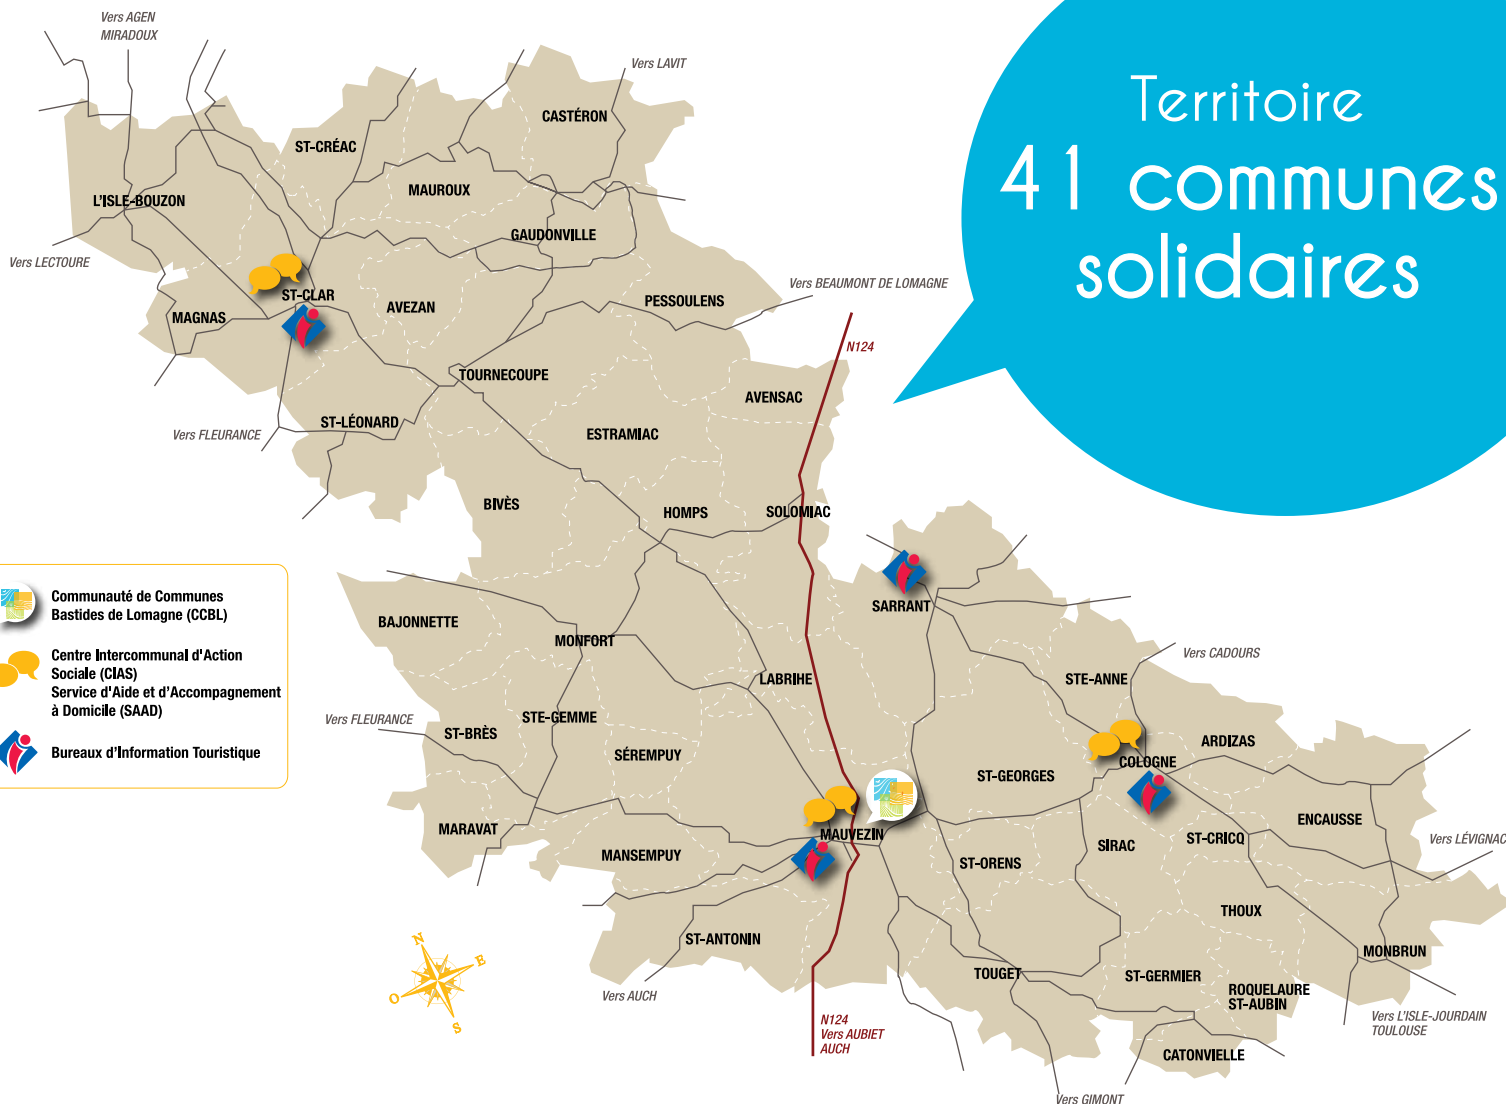 Vers AGEN
MIRADOUX
Vers LAVIT
Territoire
41 communes
solidaires
CASTÉRON
ST-CRÉAC
MAUROUX
L'ISLE-BOUZON
GAUDONVILLE
Vers LECTOURE
Vers BEAUMONT DE LOMAGNE
ST-CLAR
PESSOULENS
AVEZAN
MAGNAS
N124
TOURNECOUPE
AVENSAC
ST-LÉONARD
Vers FLEURANCE
ESTRAMIAC
BIVÈS
HOMPS
SOLOMIAC
Communauté de Communes
Bastides de Lomagne (CCBL)
Centre Intercommunal d'Action
Sociale (CIAS)
Service d'Aide et d'Accompagnement
à Domicile (SAAD)
Bureaux d'Information Touristique
SARRANT
BAJONNETTE
MONFORT
Vers CADOURS
LABRIHE
STE-ANNE
Vers FLEURANCE
STE-GEMME
ST-BRÈS
SÉREMPUY
ARDIZAS
COLOGNE
ST-GEORGES
MARAVAT
MAUVEZIN
ENCAUSSE
ST-CRICQ
Vers LÉVIGNAC
SIRAC
MANSEMPUY
ST-ORENS
THOUX
ST-ANTONIN
MONBRUN
N
E
O
S
TOUGET
ST-GERMIER
ROQUELAURE
ST-AUBIN
Vers AUCH
N124
Vers AUBIET
AUCH
Vers L'ISLE-JOURDAIN
TOULOUSE
CATONVIELLE
Vers GIMONT